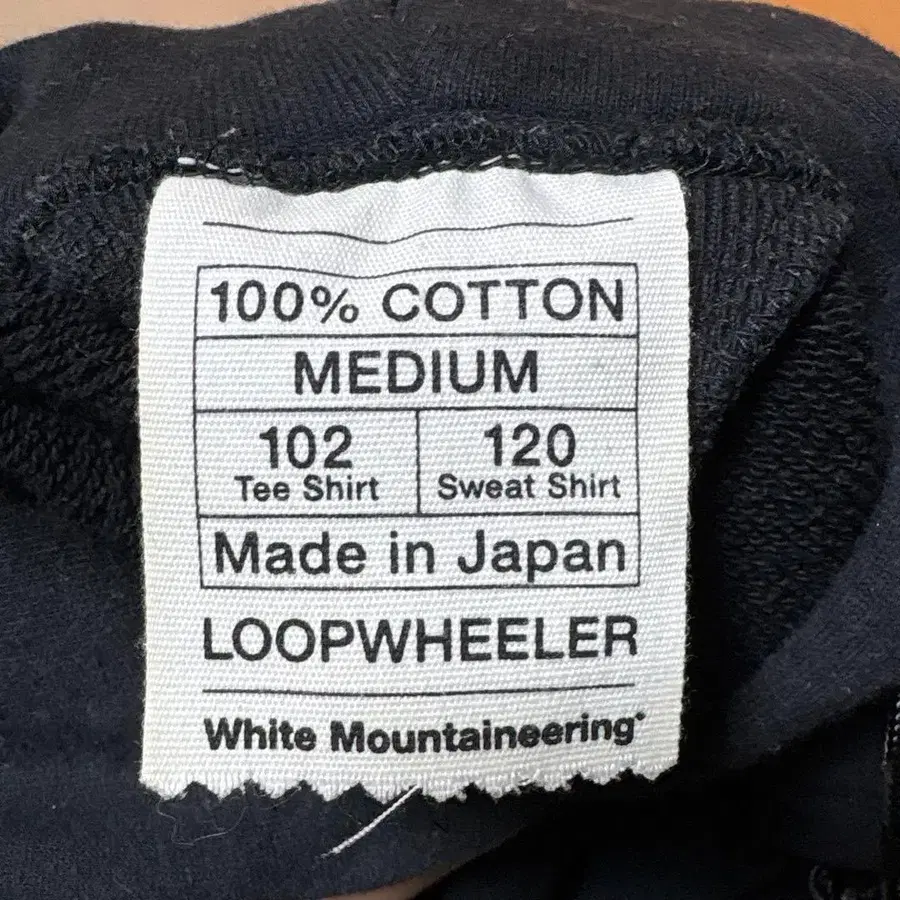 100% COTTON
MEDIUM
102 120
Tee Shirt Sweat Shirt
Made in Japan
LOOPWHEELER
White Mountaineering